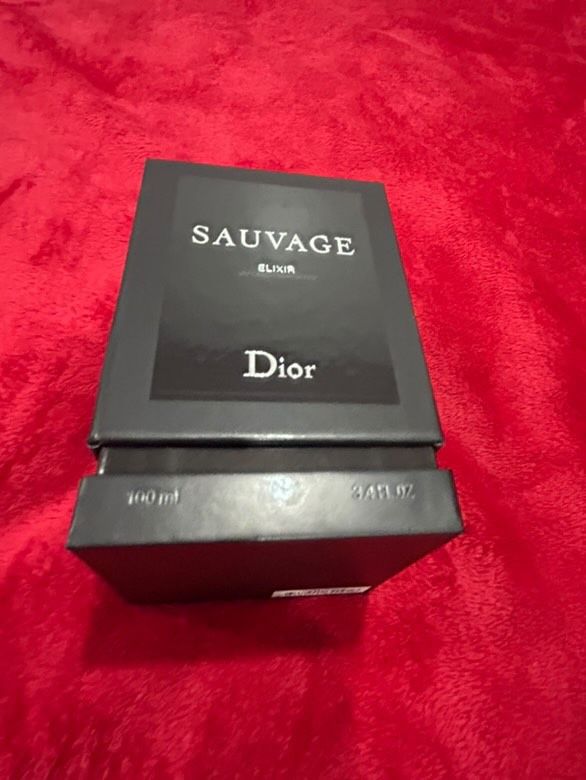 SAUVAGE
ELIXIR
Dior
100 ml 3.4 FL OZ